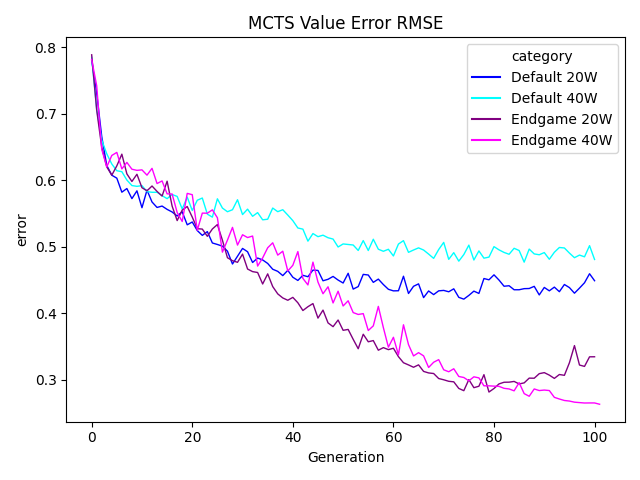 MCTS Value Error RMSE
category
Default 20W
Default 40W
Endgame 20W
Endgame 40W
error
0.8
0.7
0.6
0.5
0.4
0.3
0 20 40 60 80 100
Generation